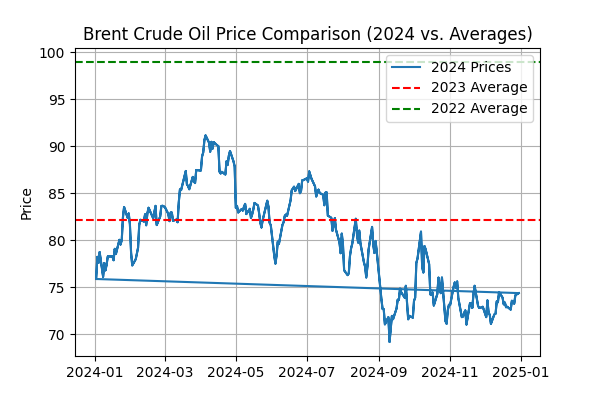 Brent Crude Oil Price Comparison (2024 vs. Averages)
100
95
90
85
80
75
70
Price
2024 Prices
2023 Average
2022 Average
2024-01 2024-03 2024-05 2024-07 2024-09 2024-11 2025-01